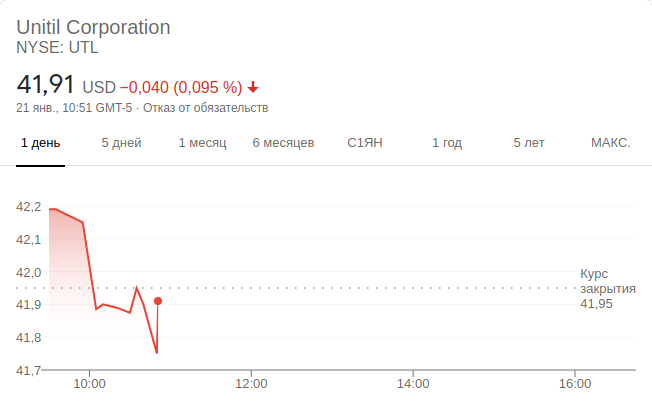 Unitil Corporation
NYSE: UTL
41,91 USD −0,040 (0,095 %)
21 янв., 10:51 GMT-5 · Отказ от обязательств
1 день 5 дней 1 месяц 6 месяцев С1ЯН 1 год 5 лет МАКС.
42,2
42,1
42,0
41,9
41,8
41,7
Курс
закрытия
41,95
10:00 12:00 14:00 16:00